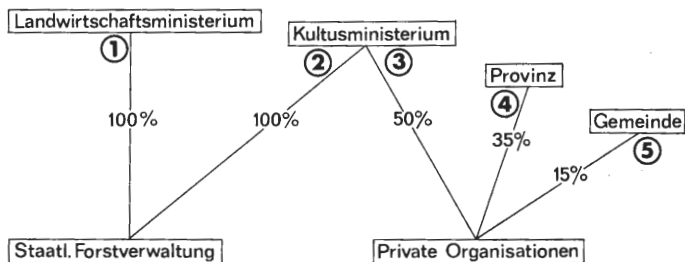 Landwirtschaftsministerium
Kultusministerium
① ② ③
Provinz
④
Gemeinde
⑤
100% 100% 50% 35%
15%
Staatl. Forstverwaltung Private Organisationen